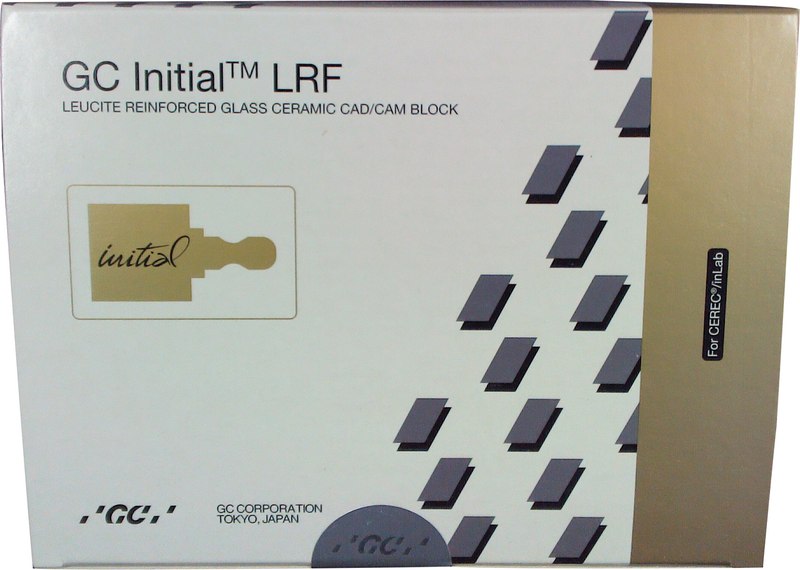 GC Initial™ LRF
LEUCITE REINFORCED GLASS CERAMIC CAD/CAM BLOCK
initial
For CEREC®/inLab
GC
GC CORPORATION
TOKYO, JAPAN
GC